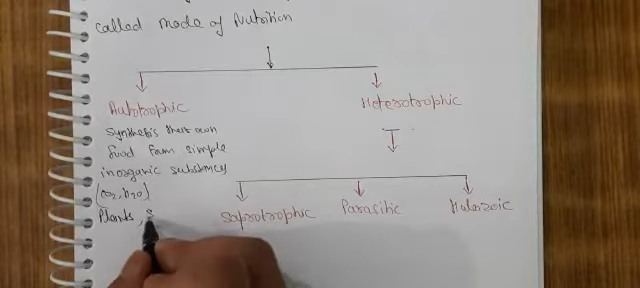 called mode of Nutrition
Autotrophic
Heterotrophic
Synthesis their own
food from simple
inorganic substances
(CO2, H2O)
Plants, s
Saprotrophic
Parasitic
Holozoic